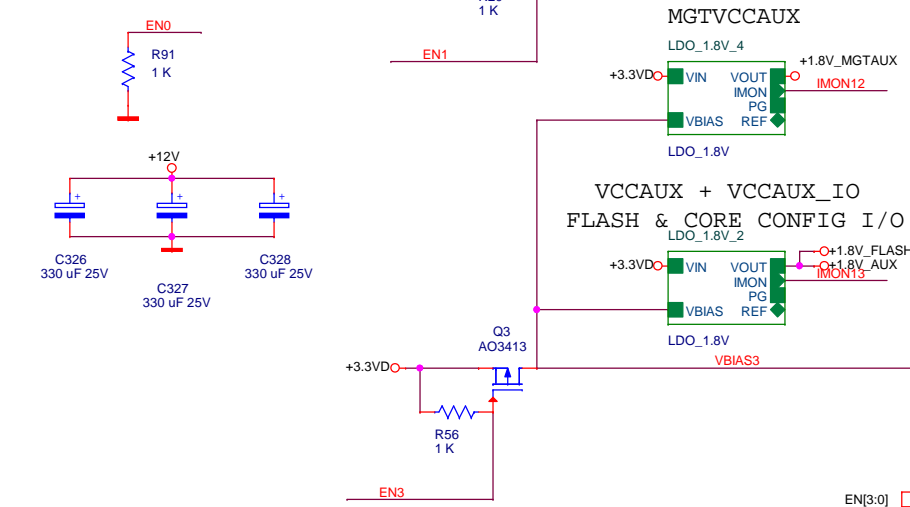 1 K
EN0
R91
1 K
EN1
MGTVCCAUX
LDO_1.8V_4
+3.3VD
VIN
VOUT
+1.8V_MGTAUX
IMON
IMON12
PG
VBIAS
REF
LDO_1.8V
+12V
+
+
+
C326
330 uF 25V
C327
330 uF 25V
C328
330 uF 25V
VCCAUX + VCCAUX_IO
FLASH & CORE CONFIG I/O
LDO_1.8V_2
+3.3VD
VIN
VOUT
+1.8V_FLASH
+1.8V_AUX
IMON
IMON13
PG
VBIAS
REF
LDO_1.8V
Q3
AO3413
+3.3VD
VBIAS3
R56
1 K
EN3
EN[3:0]